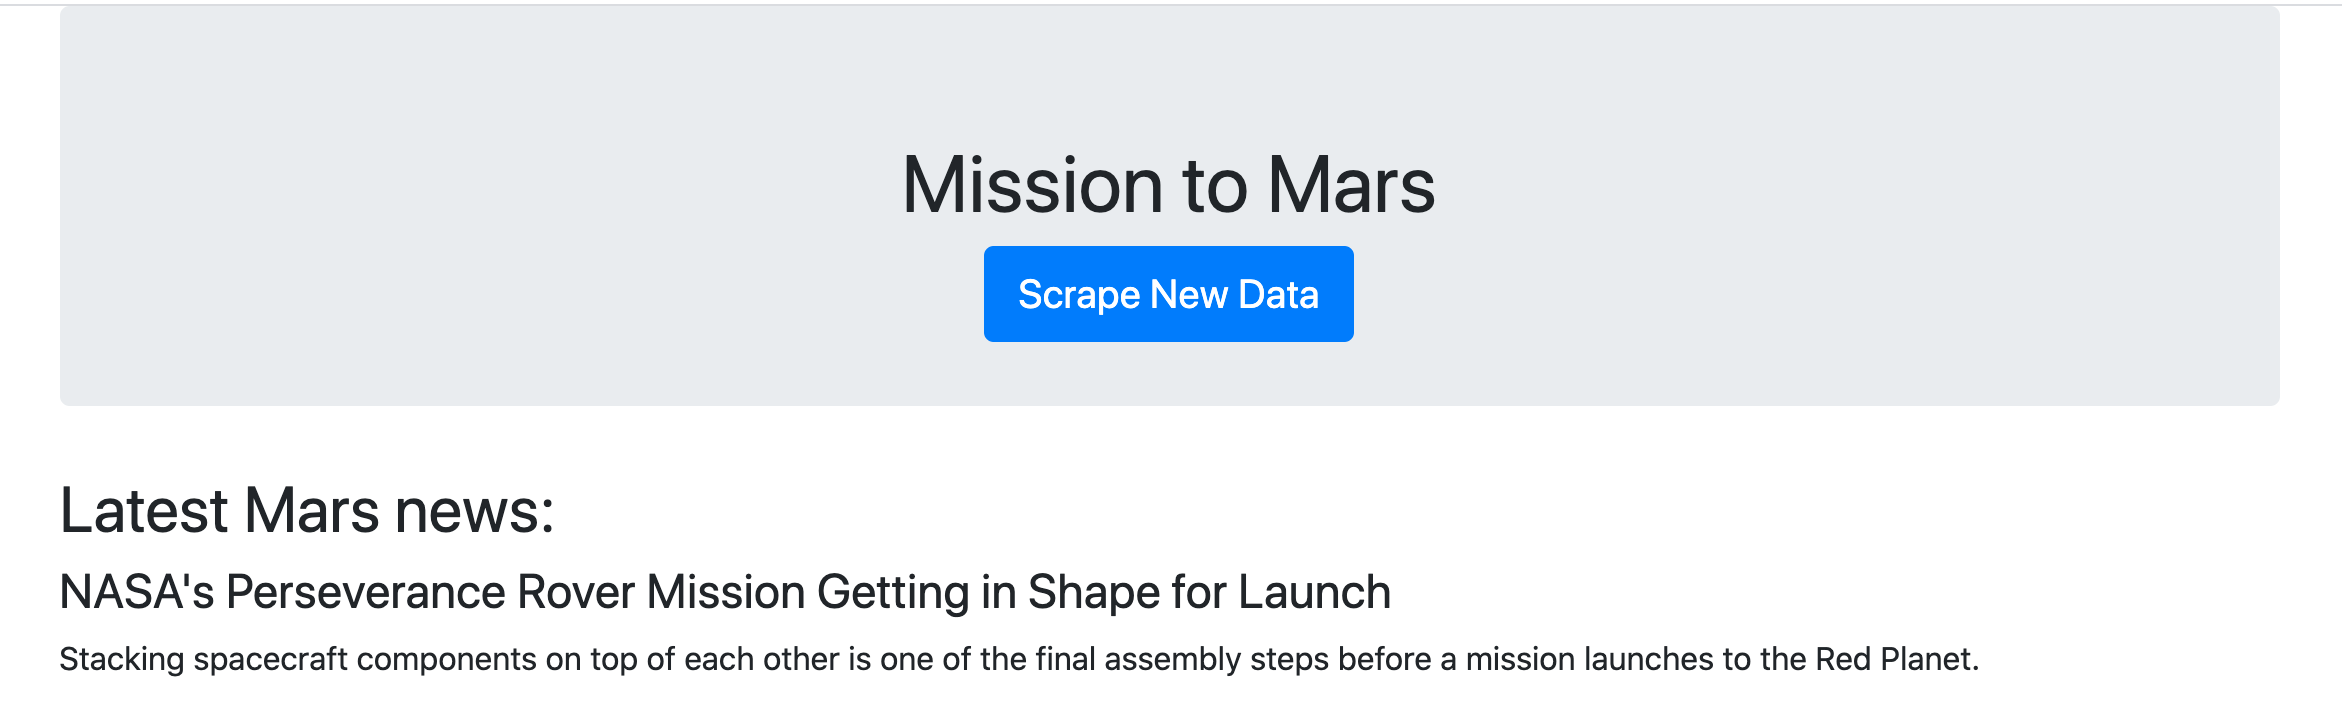 Mission to Mars
Scrape New Data
Latest Mars news:
NASA's Perseverance Rover Mission Getting in Shape for Launch
Stacking spacecraft components on top of each other is one of the final assembly steps before a mission launches to the Red Planet.